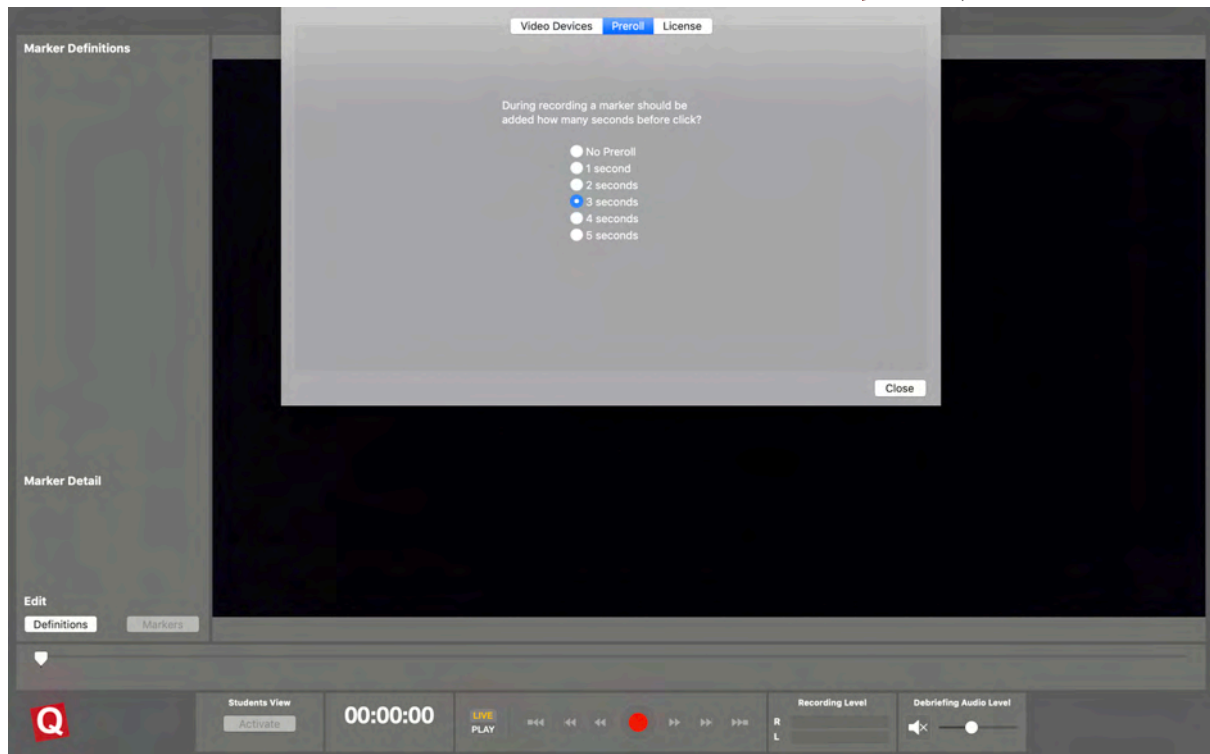 Video Devices Preroll License
Marker Definitions
During recording a marker should be
added how many seconds before click?
No Preroll
1 second
2 seconds
3 seconds
4 seconds
5 seconds
Close
Marker Detail
Edit
Definitions Markers
Students View
Activate
00:00:00
LIVE
PLAY
Recording Level
R
L
Debriefing Audio Level
Q